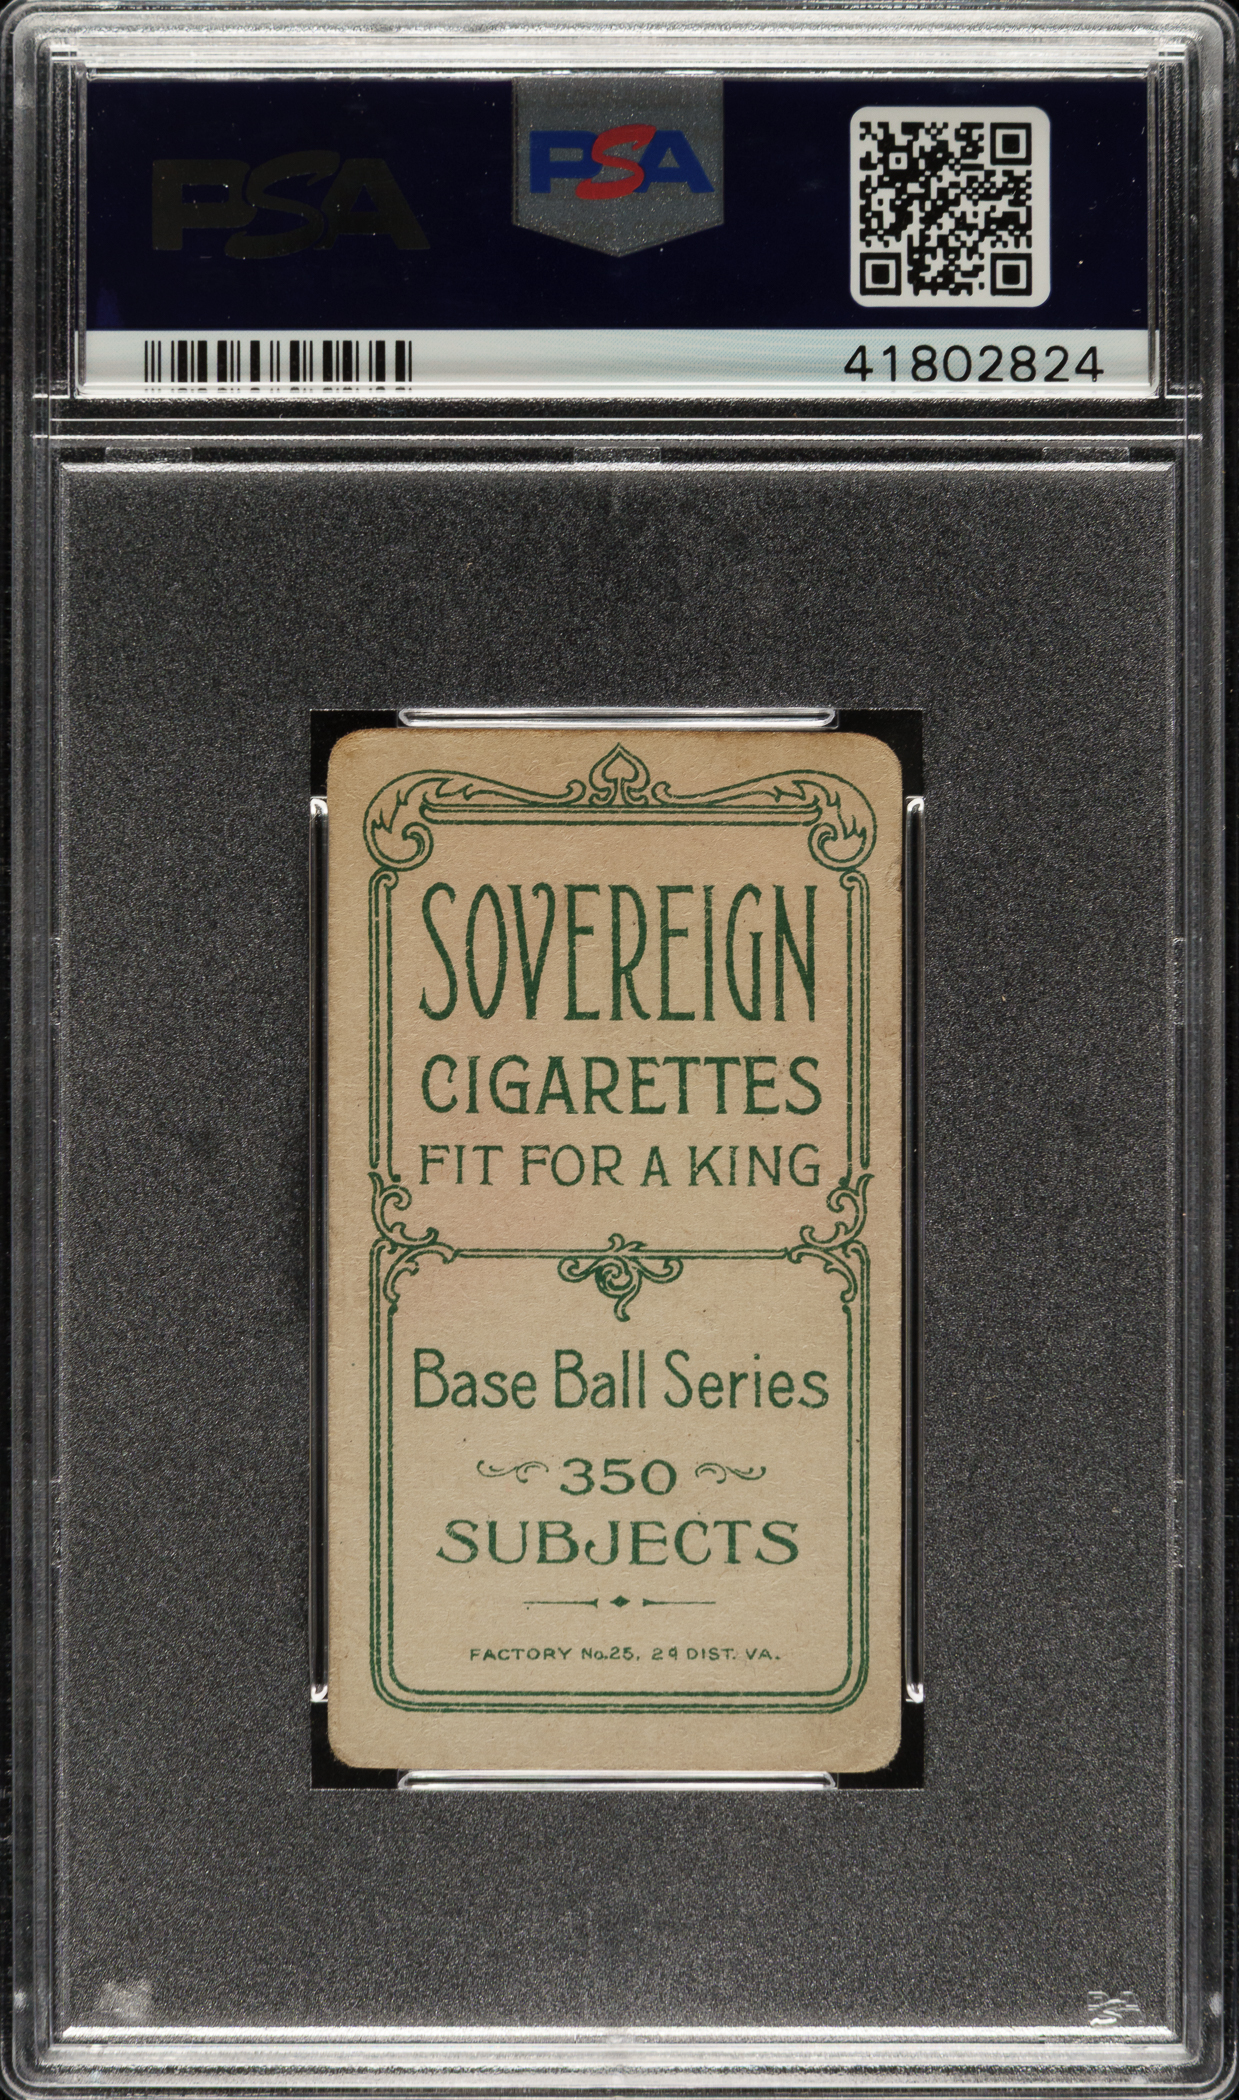 PSA
PSA
41802824
SOVEREIGN
CIGARETTES
FIT FOR A KING
Base Ball Series
350
SUBJECTS
FACTORY No.25, 2d DIST. VA.
PSA